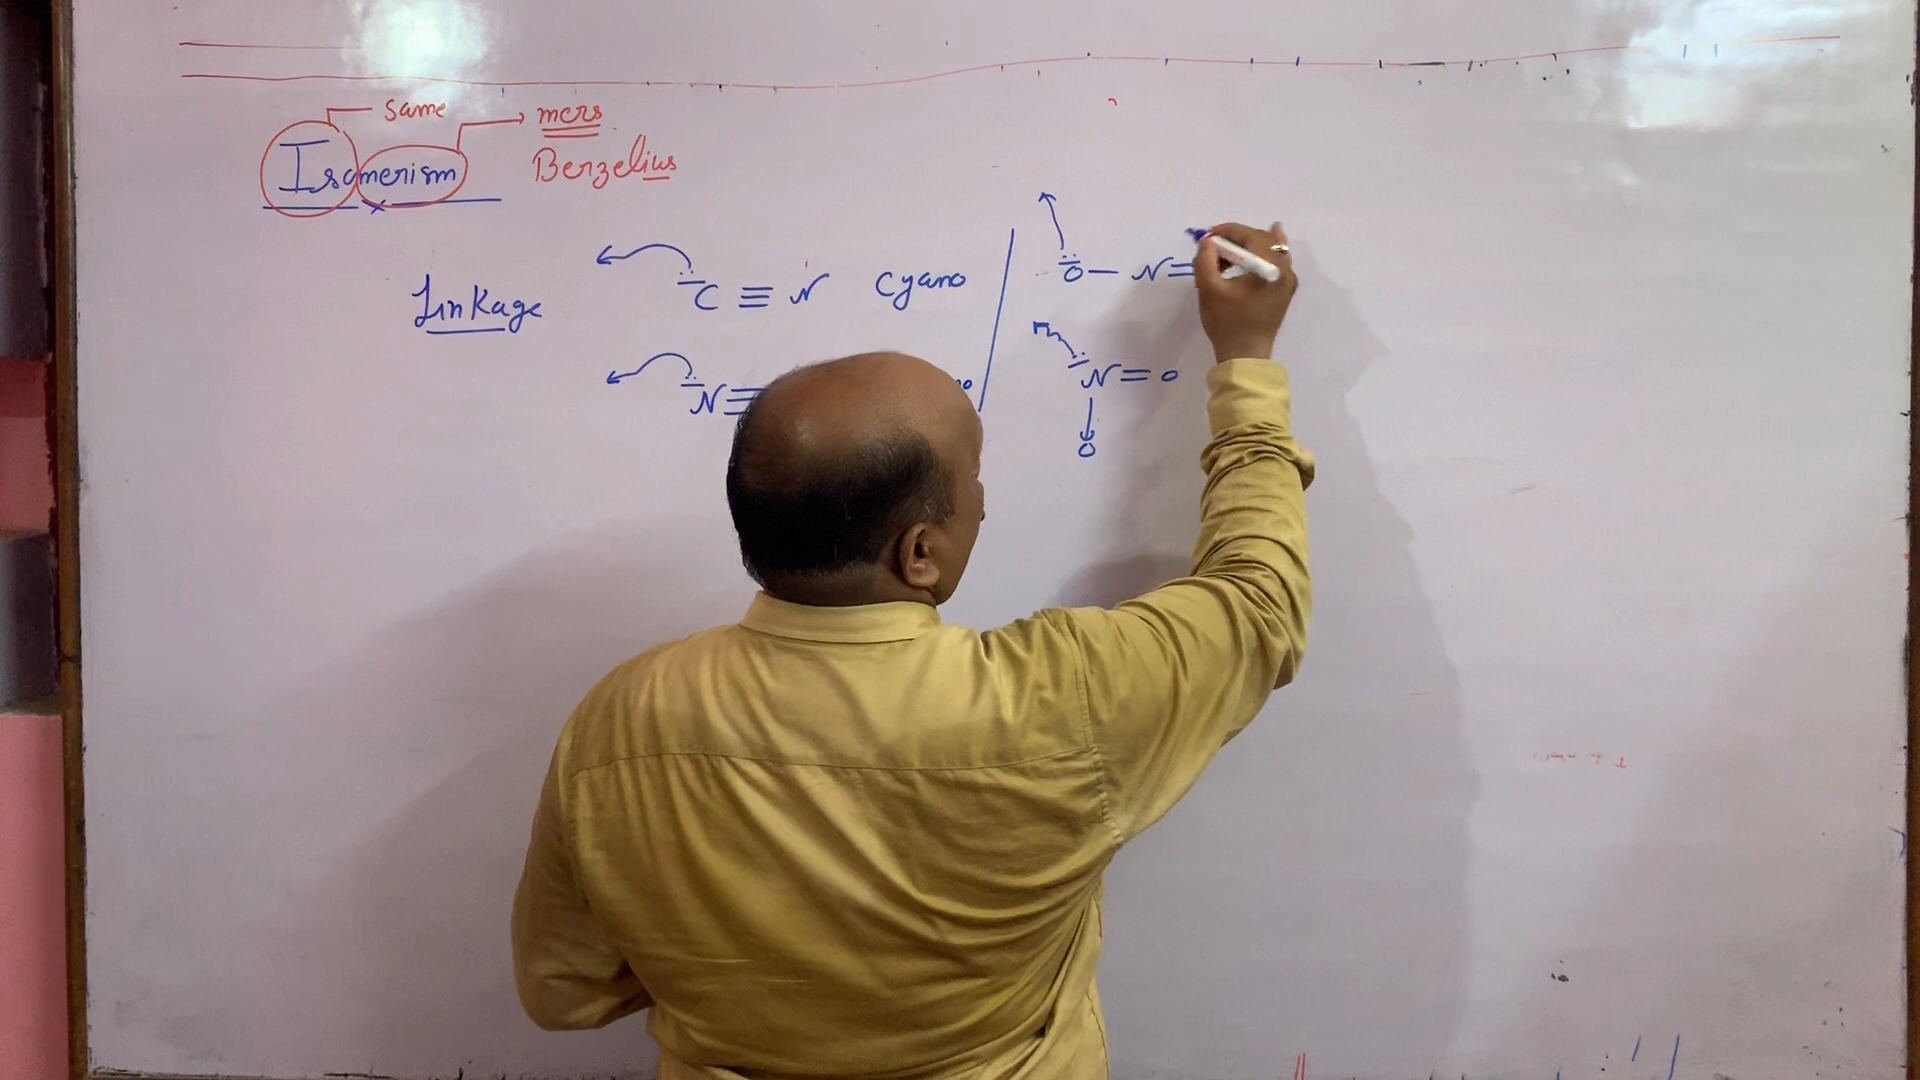 same
mers
Isomerism
Berzelius
Linkage
C ≡ N Cyano
N ≡
O — N =
N = O
O